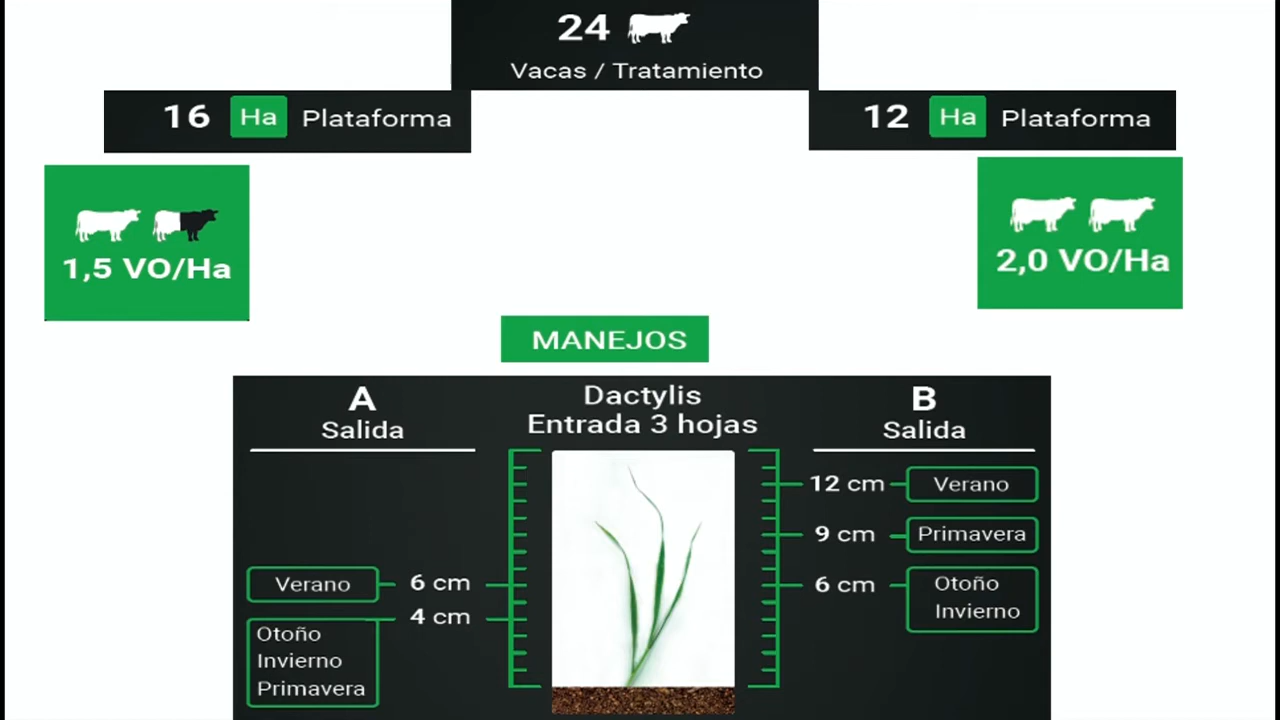 24
Vacas / Tratamiento
16 Ha Plataforma
12 Ha Plataforma
1,5 VO/Ha
2,0 VO/Ha
MANEJOS
A
Salida
Dactylis
Entrada 3 hojas
B
Salida
Verano 6 cm
4 cm
Otoño
Invierno
Primavera
12 cm Verano
9 cm Primavera
6 cm Otoño
Invierno